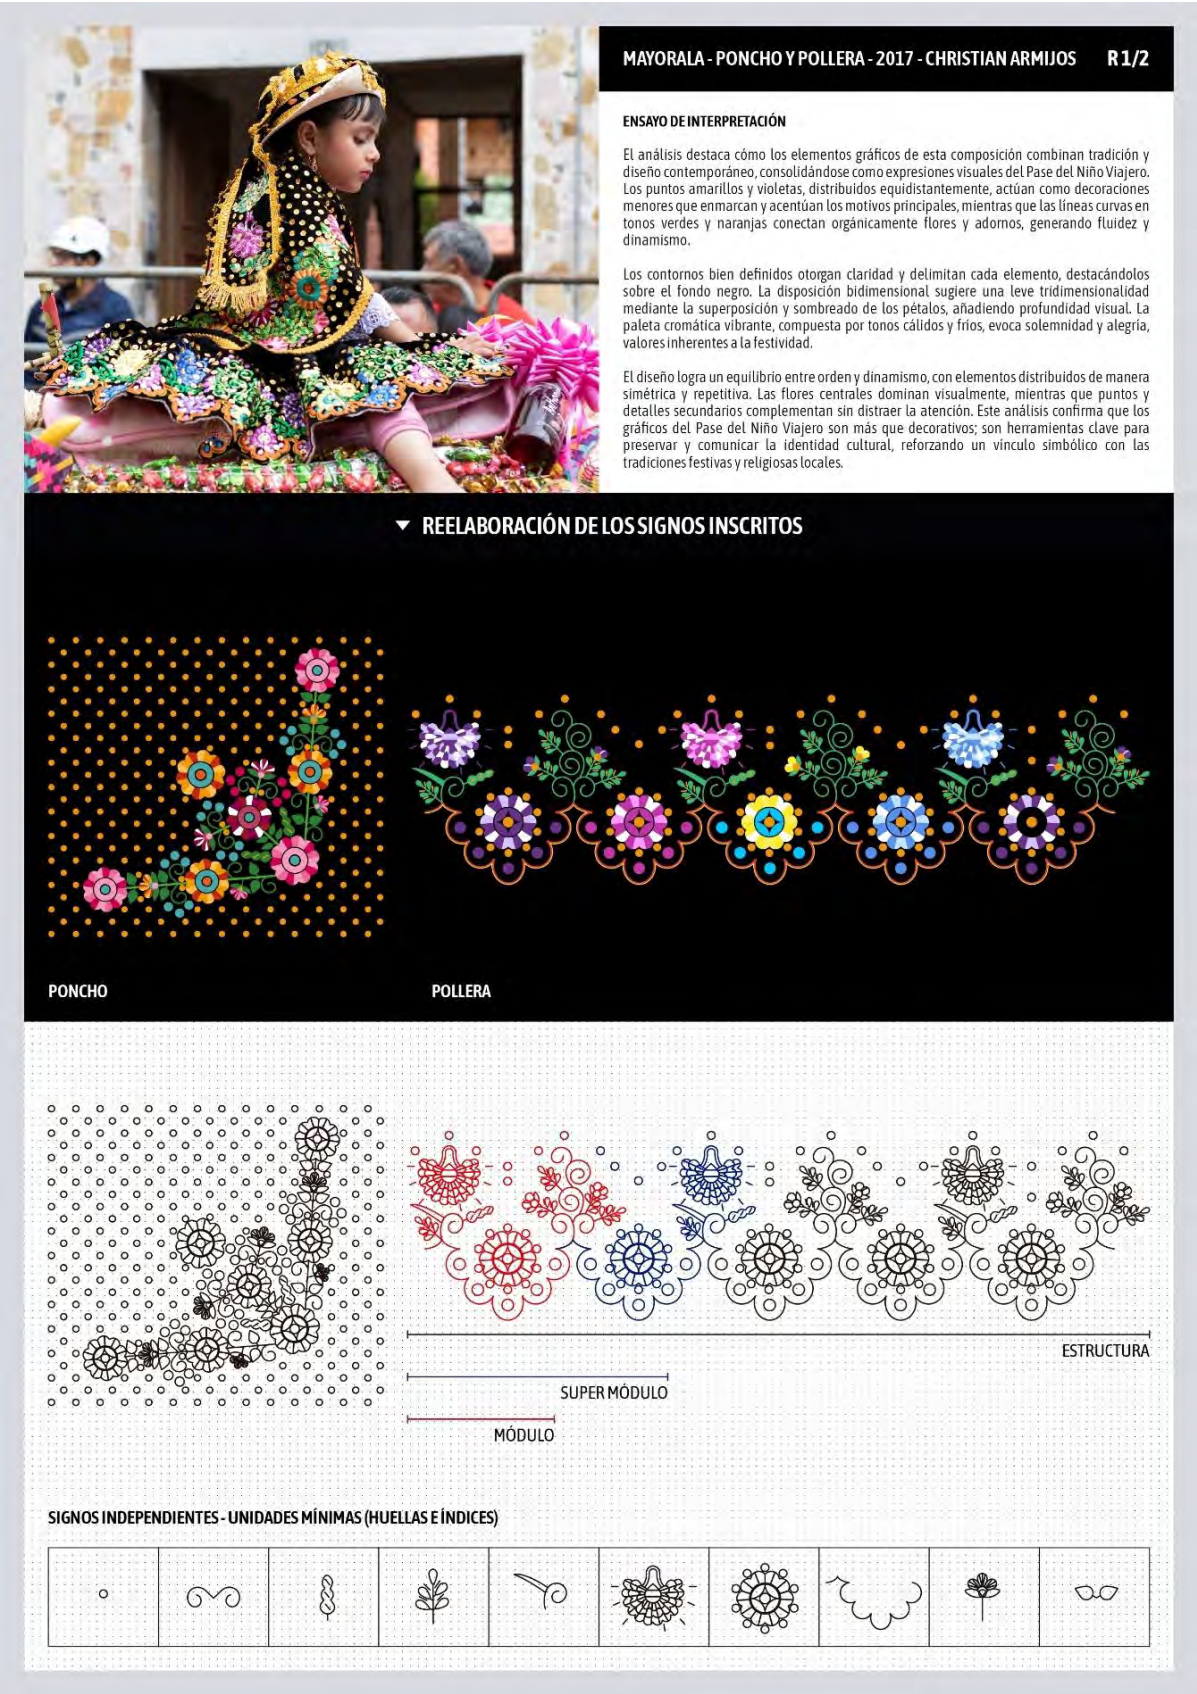 MAYORALA - PONCHO Y POLLERA - 2017 - CHRISTIAN ARMIJOS R 1/2
ENSAYO DE INTERPRETACIÓN
El análisis destaca cómo los elementos gráficos de esta composición combinan tradición y
diseño contemporáneo, consolidándose como expresiones visuales del Pase del Niño Viajero.
Los puntos amarillos y violetas, distribuidos equidistantemente, actúan como decoraciones
menores que enmarcan y acentúan los motivos principales, mientras que las líneas curvas en
tonos verdes y naranjas conectan orgánicamente flores y adornos, generando fluidez y
dinamismo.
Los contornos bien definidos otorgan claridad y delimitan cada elemento, destacándolos
sobre el fondo negro. La disposición bidimensional sugiere una leve tridimensionalidad
mediante la superposición y sombreado de los pétalos, añadiendo profundidad visual. La
paleta cromática vibrante, compuesta por tonos cálidos y fríos, evoca solemnidad y alegría,
valores inherentes a la festividad.
El diseño logra un equilibrio entre orden y dinamismo, con elementos distribuidos de manera
simétrica y repetitiva. Las flores centrales dominan visualmente, mientras que puntos y
detalles secundarios complementan sin distraer la atención. Este análisis confirma que los
gráficos del Pase del Niño Viajero son más que decorativos; son herramientas clave para
preservar y comunicar la identidad cultural, reforzando un vínculo simbólico con las
tradiciones festivas y religiosas locales.
REELABORACIÓN DE LOS SIGNOS INSCRITOS
PONCHO
POLLERA
ESTRUCTURA
SUPER MÓDULO
MÓDULO
SIGNOS INDEPENDIENTES - UNIDADES MÍNIMAS (HUELLAS E ÍNDICES)